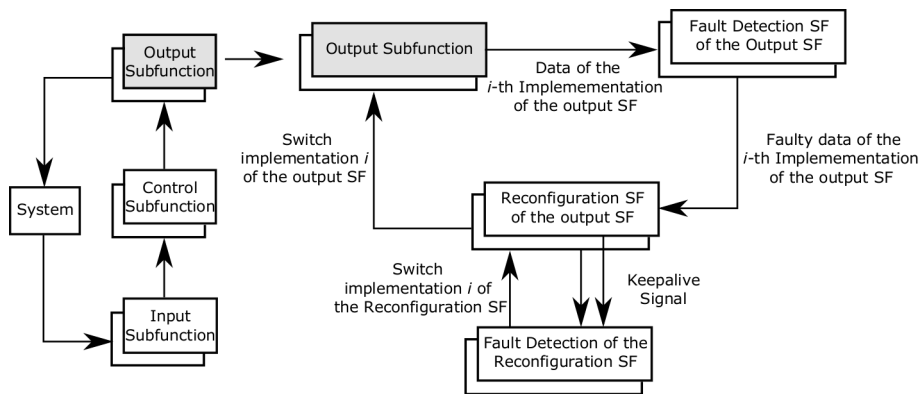 Output
Subfunction
Control
Subfunction
Input
Subfunction
System
Output Subfunction
Data of the
i-th Implemementation
of the output SF
Fault Detection SF
of the Output SF
Faulty data of the
i-th Implemementation
of the output SF
Switch
implementation i
of the output SF
Reconfiguration SF
of the output SF
Switch
implementation i of
the Reconfiguration SF
Keepalive
Signal
Fault Detection of the
Reconfiguration SF